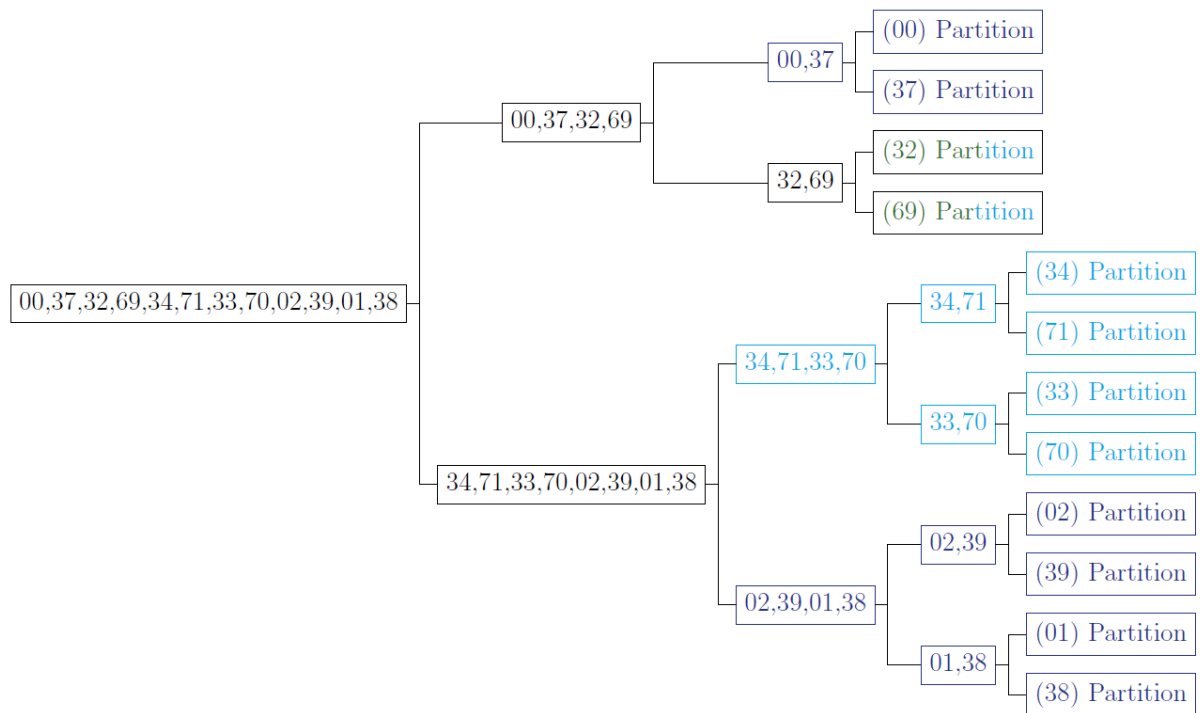 (00) Partition
00,37
(37) Partition
00,37,32,69
(32) Partition
32,69
(69) Partition
(34) Partition
34,71
00,37,32,69,34,71,33,70,02,39,01,38
(71) Partition
34,71,33,70
(33) Partition
33,70
(70) Partition
34,71,33,70,02,39,01,38
(02) Partition
02,39
(39) Partition
02,39,01,38
(01) Partition
01,38
(38) Partition